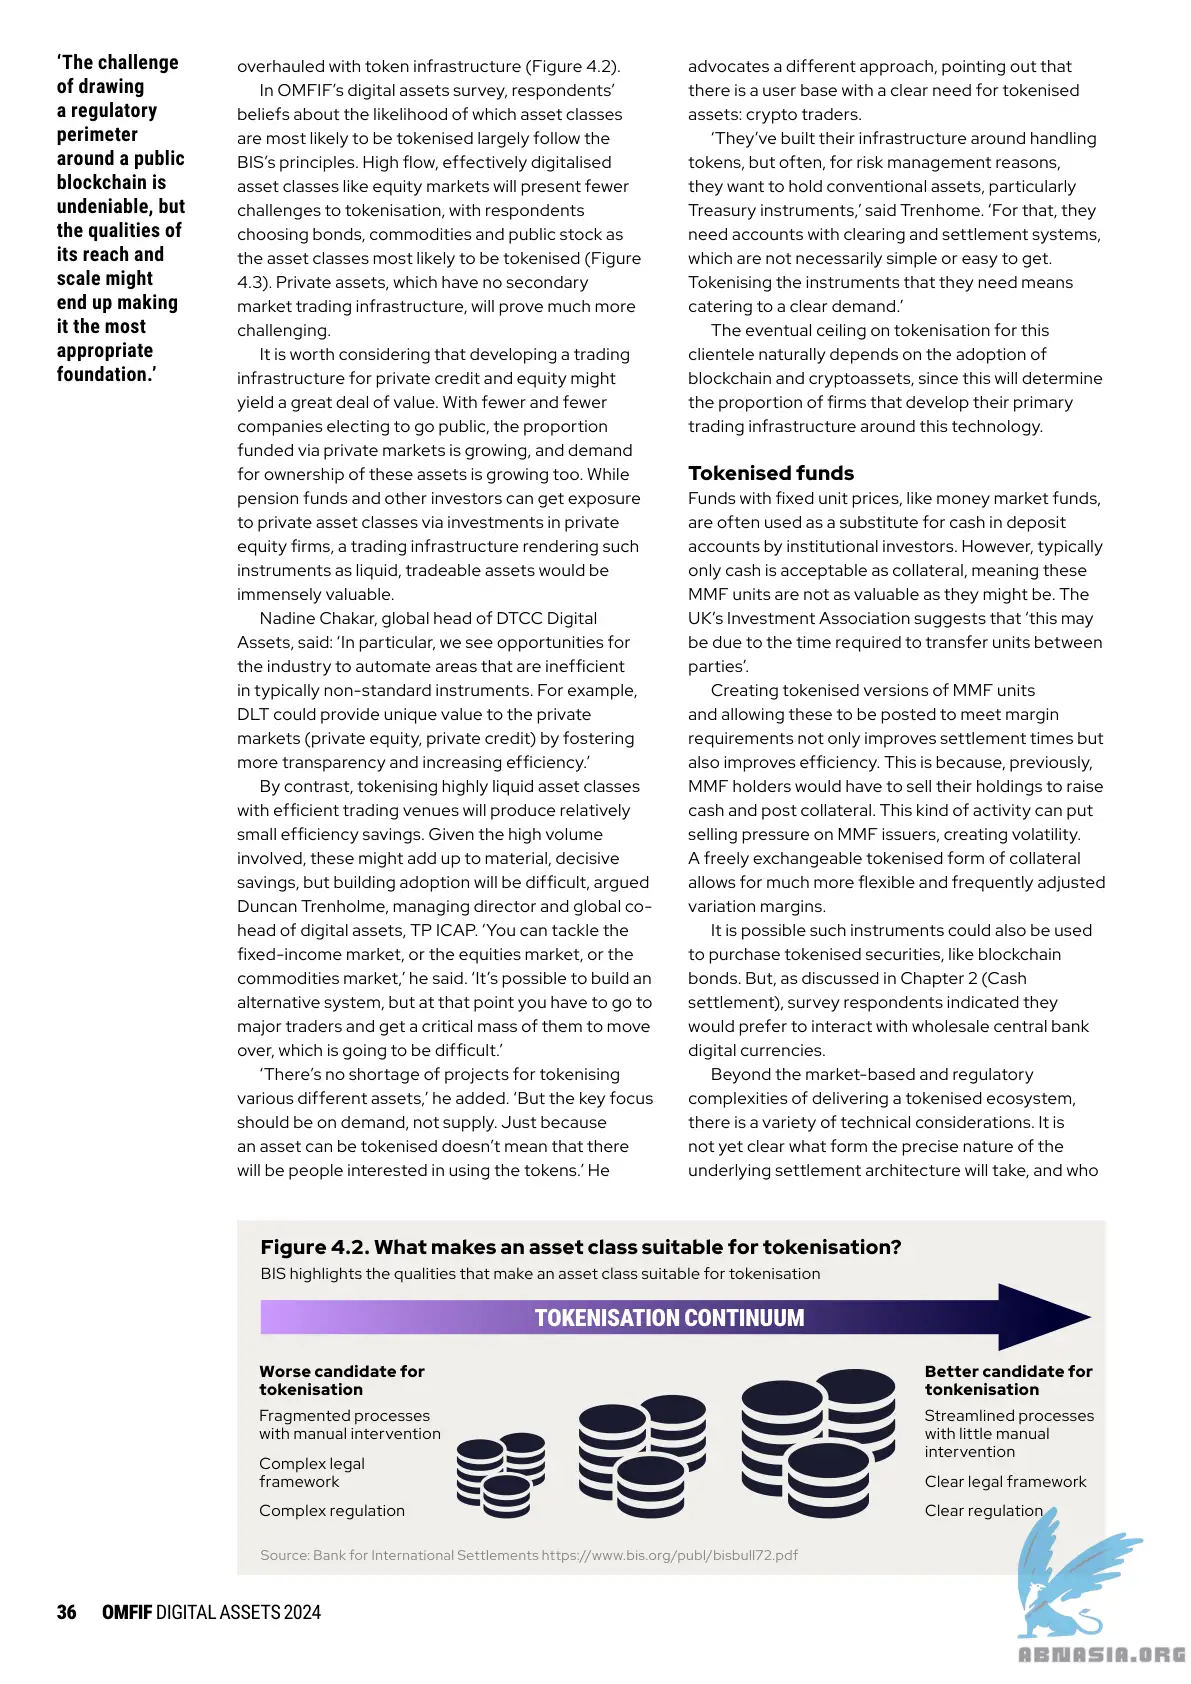 ‘The challenge
of drawing
a regulatory
perimeter
around a public
blockchain is
undeniable, but
the qualities of
its reach and
scale might
end up making
it the most
appropriate
foundation.’
overhauled with token infrastructure (Figure 4.2).
In OMFIF’s digital assets survey, respondents’
beliefs about the likelihood of which asset classes
are most likely to be tokenised largely follow the
BIS’s principles. High flow, effectively digitalised
asset classes like equity markets will present fewer
challenges to tokenisation, with respondents
choosing bonds, commodities and public stock as
the asset classes most likely to be tokenised (Figure
4.3). Private assets, which have no secondary
market trading infrastructure, will prove much more
challenging.
It is worth considering that developing a trading
infrastructure for private credit and equity might
yield a great deal of value. With fewer and fewer
companies electing to go public, the proportion
funded via private markets is growing, and demand
for ownership of these assets is growing too. While
pension funds and other investors can get exposure
to private asset classes via investments in private
equity firms, a trading infrastructure rendering such
instruments as liquid, tradeable assets would be
immensely valuable.
Nadine Chakar, global head of DTCC Digital
Assets, said: ‘In particular, we see opportunities for
the industry to automate areas that are inefficient
in typically non-standard instruments. For example,
DLT could provide unique value to the private
markets (private equity, private credit) by fostering
more transparency and increasing efficiency.’
By contrast, tokenising highly liquid asset classes
with efficient trading venues will produce relatively
small efficiency savings. Given the high volume
involved, these might add up to material, decisive
savings, but building adoption will be difficult, argued
Duncan Trenholme, managing director and global co-
head of digital assets, TP ICAP. ‘You can tackle the
fixed-income market, or the equities market, or the
commodities market,’ he said. ‘It’s possible to build an
alternative system, but at that point you have to go to
major traders and get a critical mass of them to move
over, which is going to be difficult.’
‘There’s no shortage of projects for tokenising
various different assets,’ he added. ‘But the key focus
should be on demand, not supply. Just because
an asset can be tokenised doesn’t mean that there
will be people interested in using the tokens.’ He
advocates a different approach, pointing out that
there is a user base with a clear need for tokenised
assets: crypto traders.
‘They’ve built their infrastructure around handling
tokens, but often, for risk management reasons,
they want to hold conventional assets, particularly
Treasury instruments,’ said Trenhome. ‘For that, they
need accounts with clearing and settlement systems,
which are not necessarily simple or easy to get.
Tokenising the instruments that they need means
catering to a clear demand.’
The eventual ceiling on tokenisation for this
clientele naturally depends on the adoption of
blockchain and cryptoassets, since this will determine
the proportion of firms that develop their primary
trading infrastructure around this technology.
Tokenised funds
Funds with fixed unit prices, like money market funds,
are often used as a substitute for cash in deposit
accounts by institutional investors. However, typically
only cash is acceptable as collateral, meaning these
MMF units are not as valuable as they might be. The
UK’s Investment Association suggests that ‘this may
be due to the time required to transfer units between
parties’.
Creating tokenised versions of MMF units
and allowing these to be posted to meet margin
requirements not only improves settlement times but
also improves efficiency. This is because, previously,
MMF holders would have to sell their holdings to raise
cash and post collateral. This kind of activity can put
selling pressure on MMF issuers, creating volatility.
A freely exchangeable tokenised form of collateral
allows for much more flexible and frequently adjusted
variation margins.
It is possible such instruments could also be used
to purchase tokenised securities, like blockchain
bonds. But, as discussed in Chapter 2 (Cash
settlement), survey respondents indicated they
would prefer to interact with wholesale central bank
digital currencies.
Beyond the market-based and regulatory
complexities of delivering a tokenised ecosystem,
there is a variety of technical considerations. It is
not yet clear what form the precise nature of the
underlying settlement architecture will take, and who
Figure 4.2. What makes an asset class suitable for tokenisation?
BIS highlights the qualities that make an asset class suitable for tokenisation
TOKENISATION CONTINUUM
Worse candidate for
tokenisation
Fragmented processes
with manual intervention
Complex legal
framework
Complex regulation
Better candidate for
tonkenisation
Streamlined processes
with little manual
intervention
Clear legal framework
Clear regulation
Source: Bank for International Settlements https://www.bis.org/publ/bisbull72.pdf
36 OMFIF DIGITAL ASSETS 2024
ABNASIA.ORG